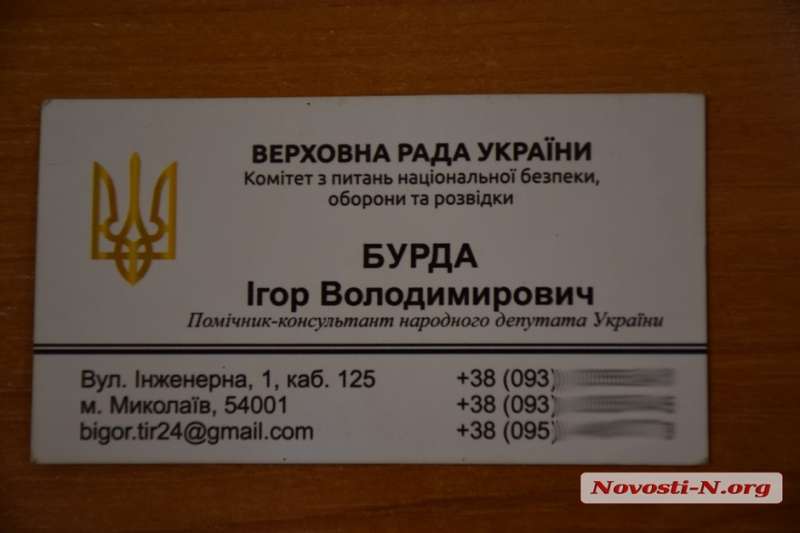 ВЕРХОВНА РАДА УКРАЇНИ
Комітет з питань національної безпеки,
оборони та розвідки
БУРДА
Ігор Володимирович
Помічник-консультант народного депутата України
Вул. Інженерна, 1, каб. 125
м. Миколаїв, 54001
bigor.tir24@gmail.com
+38 (093)
+38 (093)
+38 (095)
Novosti-N.org